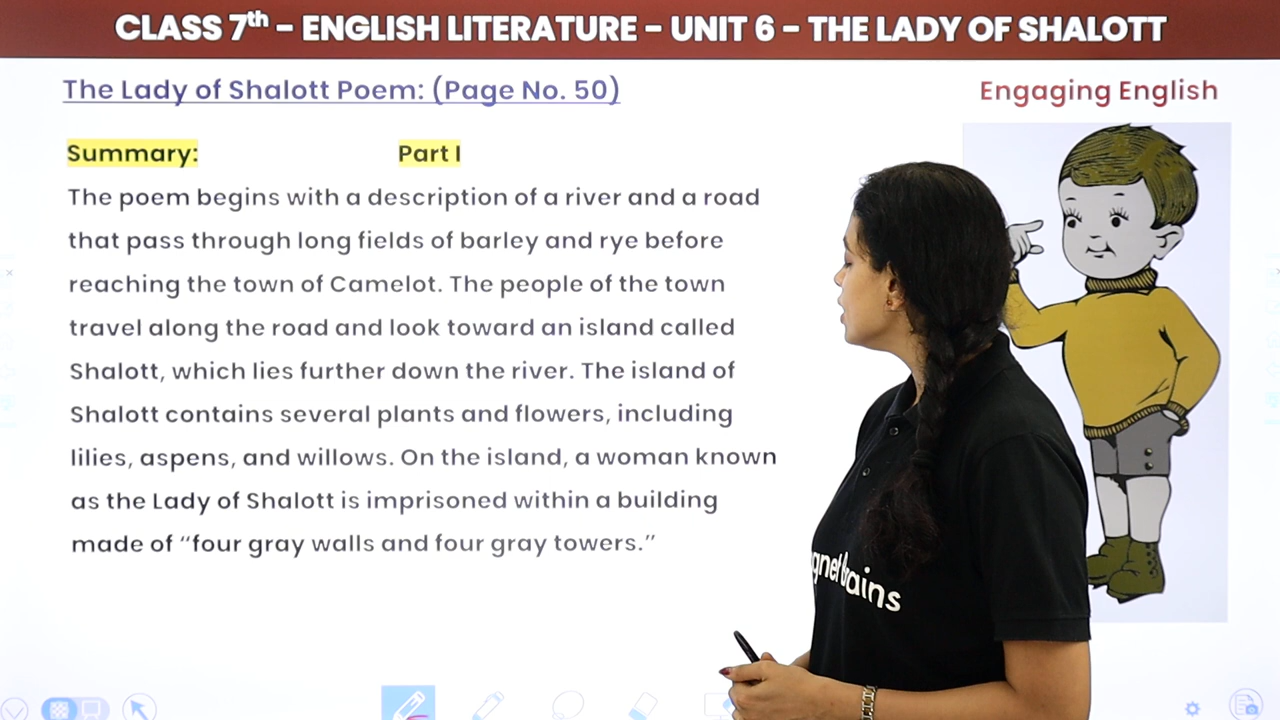 CLASS 7th – ENGLISH LITERATURE – UNIT 6 – THE LADY OF SHALOTT
The Lady of Shalott Poem: (Page No. 50)
Engaging English
Summary: Part I
The poem begins with a description of a river and a road
that pass through long fields of barley and rye before
reaching the town of Camelot. The people of the town
travel along the road and look toward an island called
Shalott, which lies further down the river. The island of
Shalott contains several plants and flowers, including
lilies, aspens, and willows. On the island, a woman known
as the Lady of Shalott is imprisoned within a building
made of “four gray walls and four gray towers.”
gnet brains